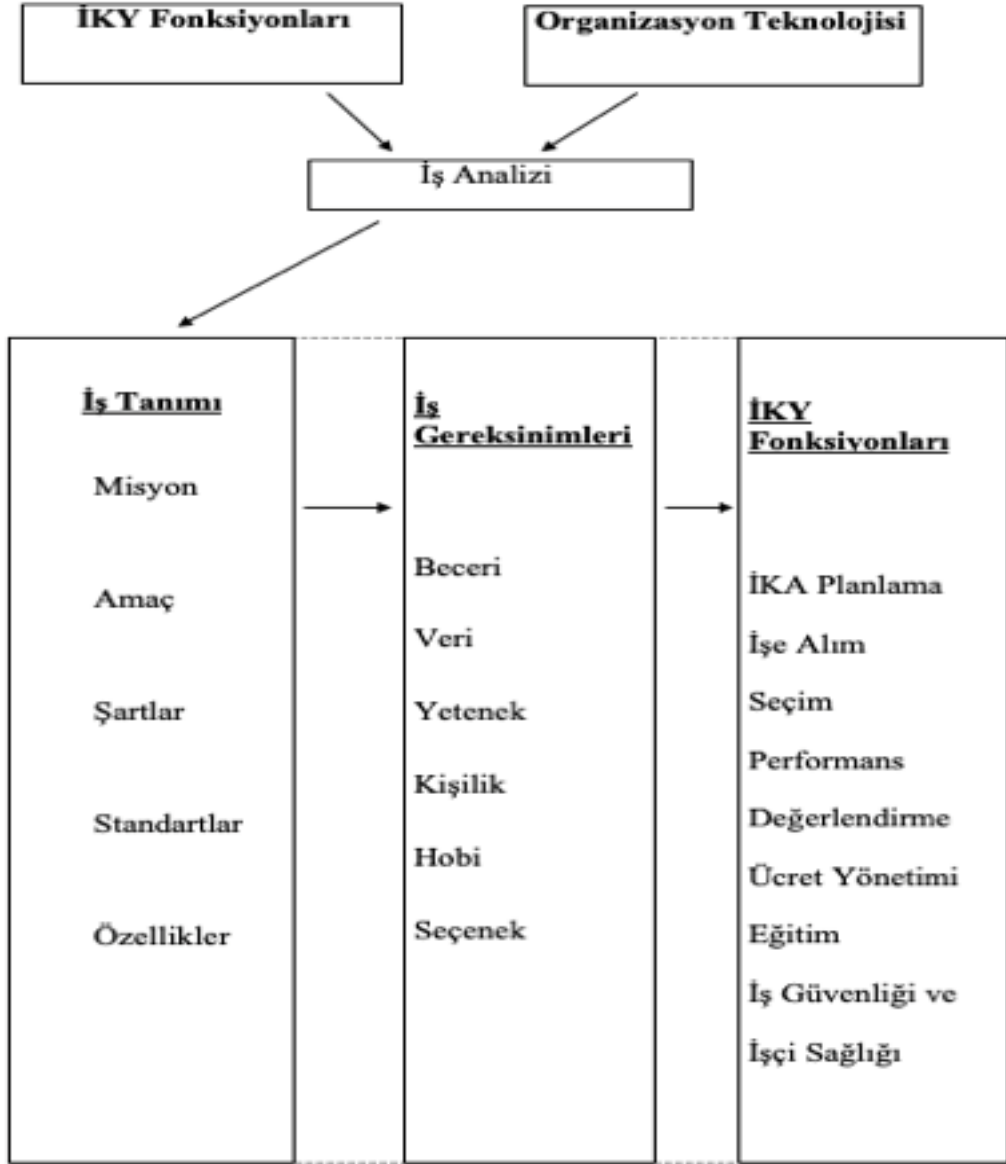 İKY Fonksiyonları
Organizasyon Teknolojisi
İş Analizi
İş Tanımı
Misyon
Amaç
Şartlar
Standartlar
Özellikler
İş
Gereksinimleri
Beceri
Veri
Yetenek
Kişilik
Hobi
Seçenek
İKY
Fonksiyonları
İKA Planlama
İşe Alım
Seçim
Performans
Değerlendirme
Ücret Yönetimi
Eğitim
İş Güvenliği ve
İşçi Sağlığı